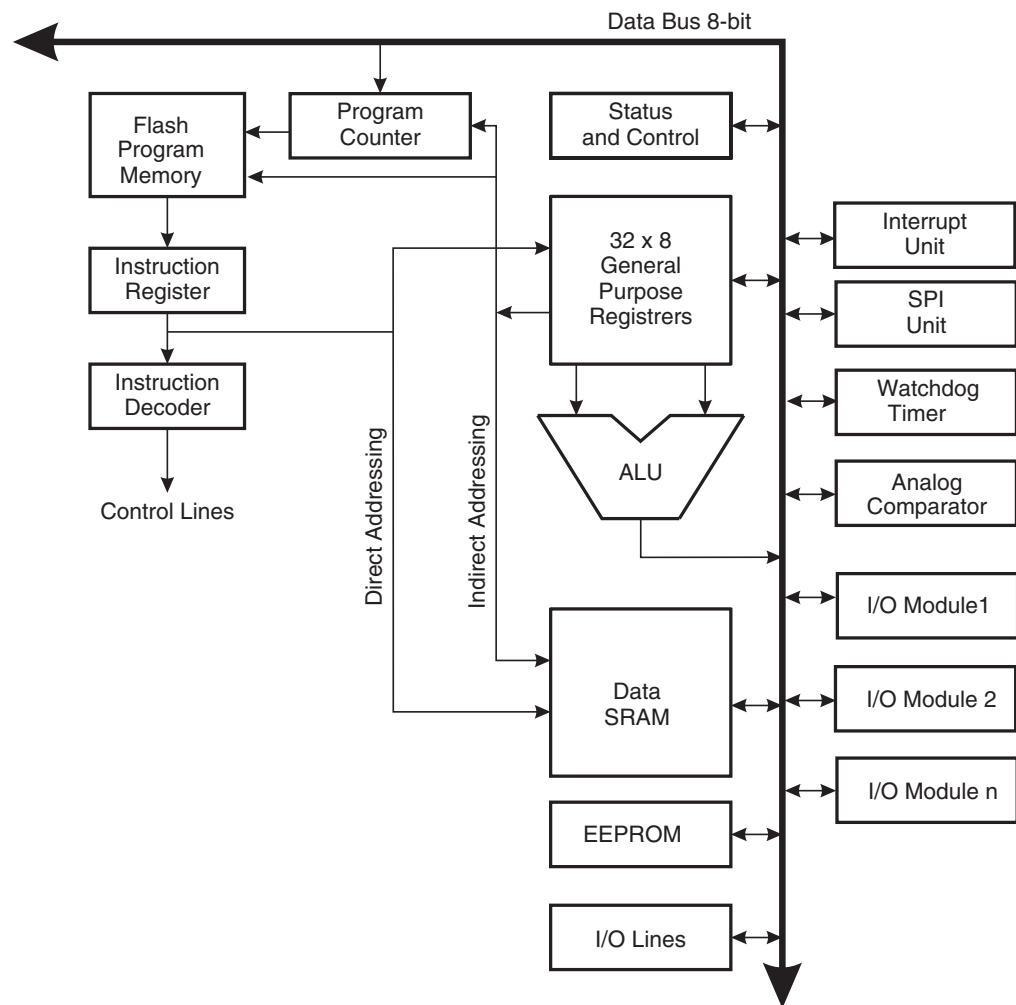 Data Bus 8-bit
Flash
Program
Memory
Program
Counter
Status
and Control
32 x 8
General
Purpose
Registrers
Interrupt
Unit
Instruction
Register
SPI
Unit
Instruction
Decoder
Watchdog
Timer
Direct Addressing
Indirect Addressing
ALU
Analog
Comparator
Control Lines
I/O Module1
Data
SRAM
I/O Module 2
I/O Module n
EEPROM
I/O Lines